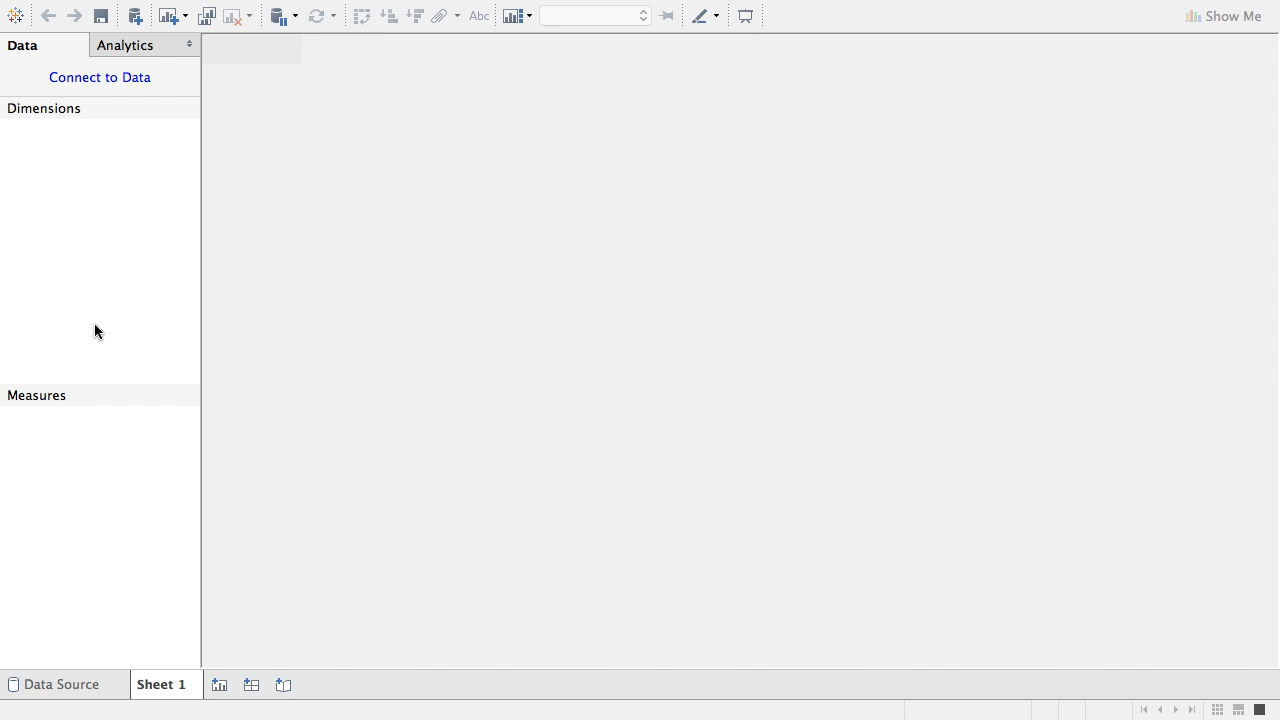 Abc
Show Me
Data
Analytics
Connect to Data
Dimensions
Measures
Data Source
Sheet 1